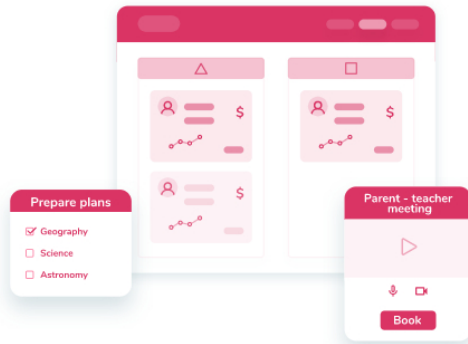 $
$
$
Prepare plans
Geography
Science
Astronomy
Parent - teacher
meeting
Book